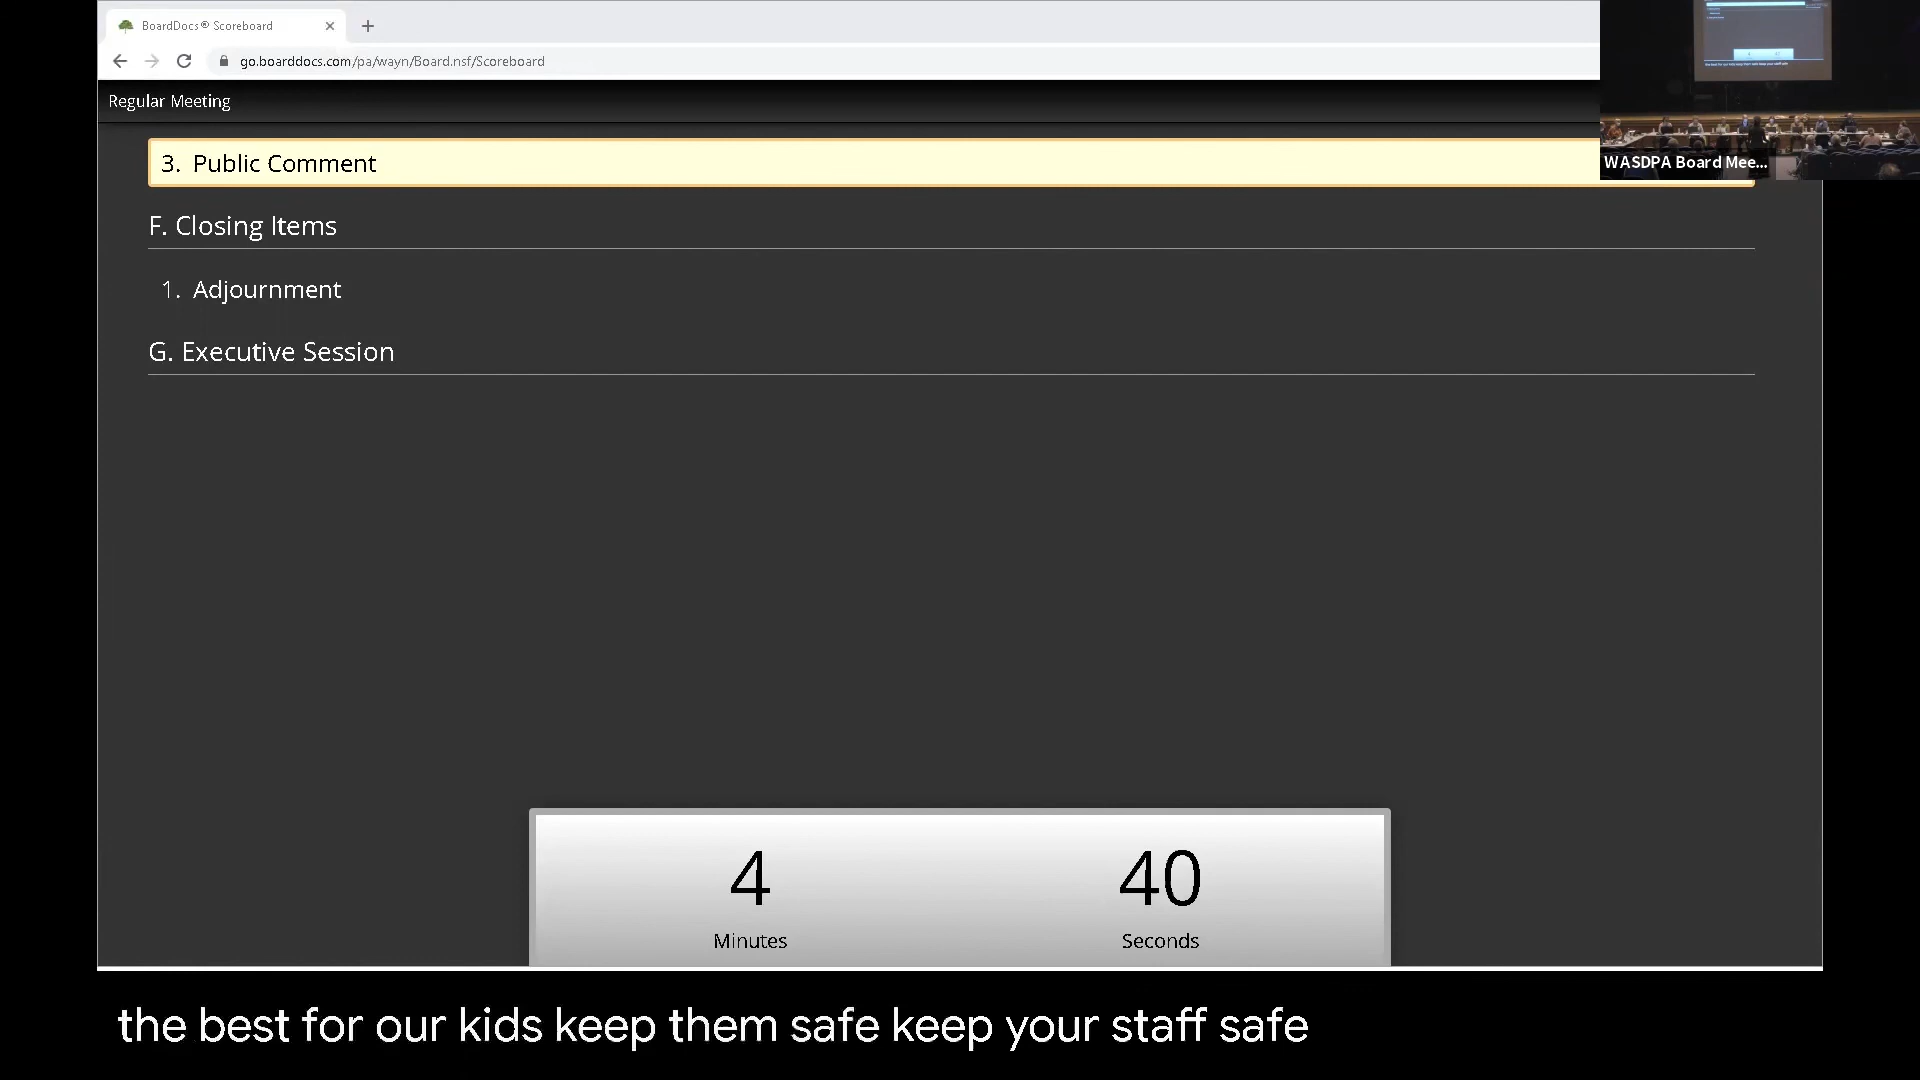 BoardDocs® Scoreboard
go.boarddocs.com/pa/wayn/Board.nsf/Scoreboard
Regular Meeting
WASDPA Board Mee...
3. Public Comment
F. Closing Items
1. Adjournment
G. Executive Session
4 40
Minutes Seconds
the best for our kids keep them safe keep your staff safe